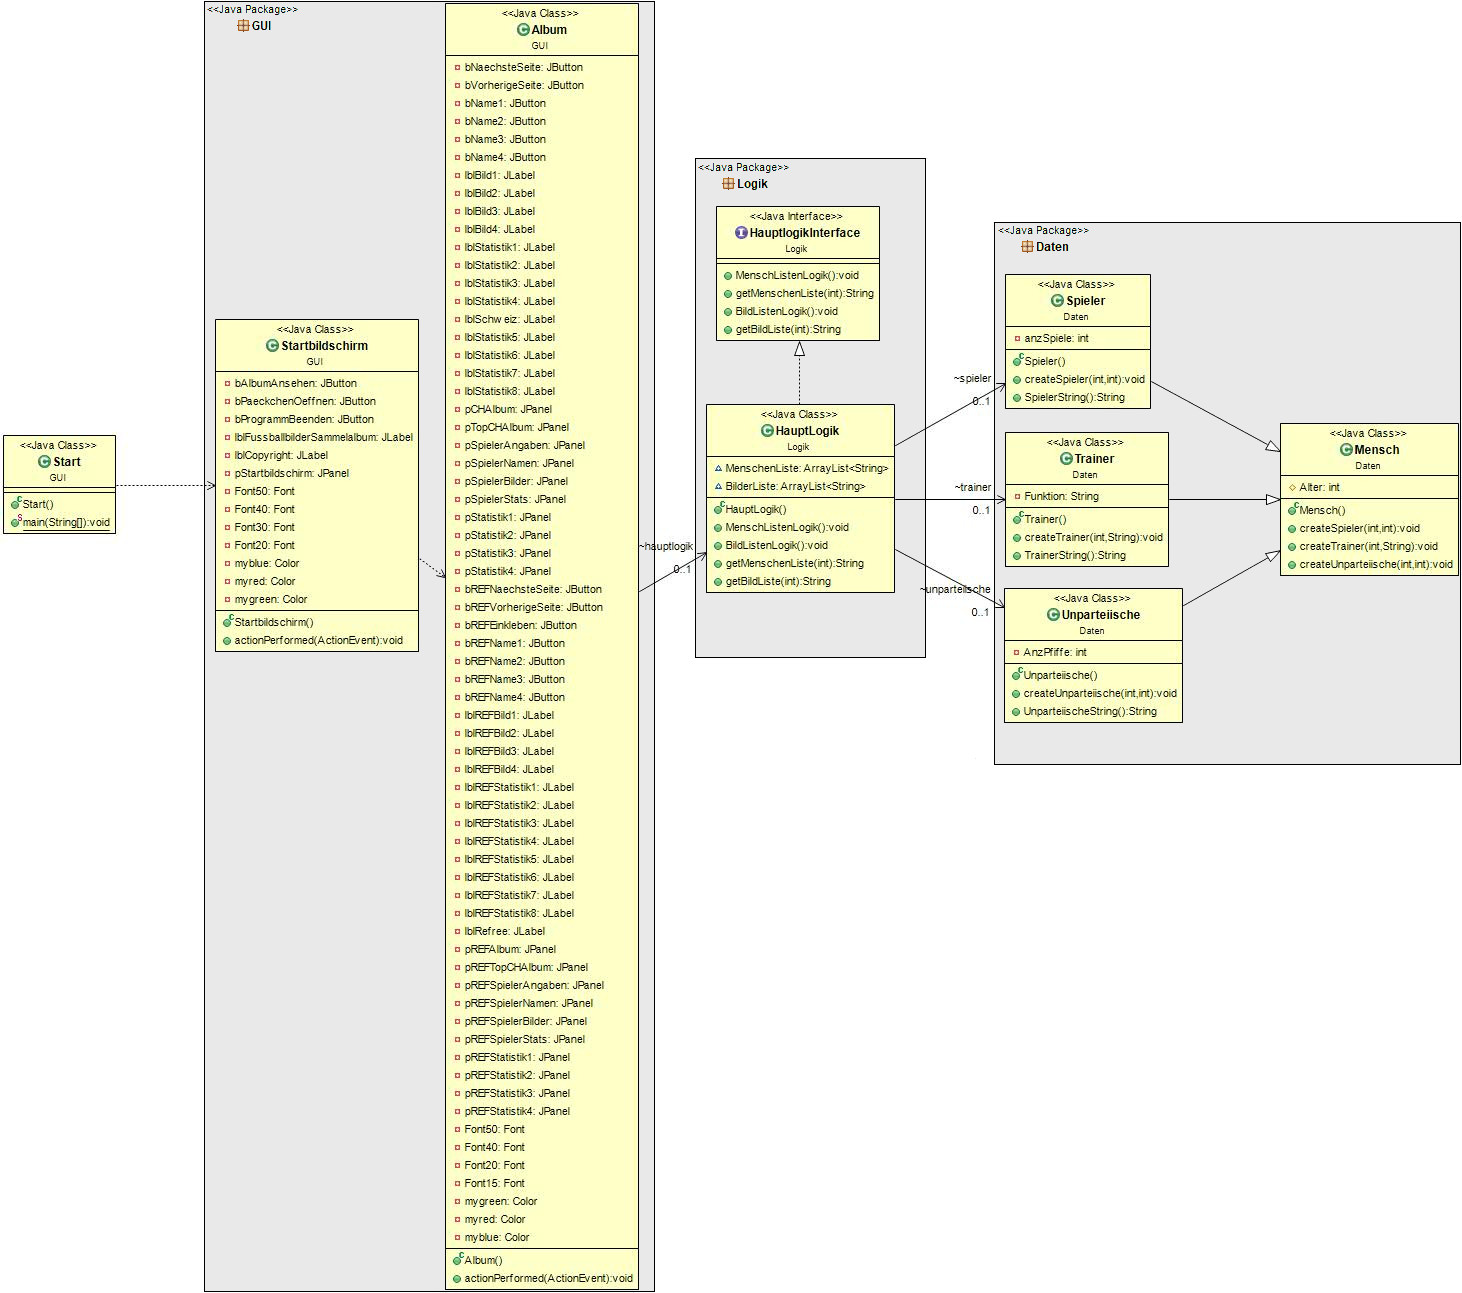 <<Java Class>>
Start
GUI
Start()
main(String[]):void
<<Java Package>>
GUI
<<Java Class>>
Startbildschirm
GUI
bAlbumAnsehen: JButton
bPaeckchenOeffnen: JButton
bProgrammBeenden: JButton
lblFussballbilderSammelalbum: JLabel
lblCopyright: JLabel
pStartbildschirm: JPanel
Font50: Font
Font40: Font
Font30: Font
Font20: Font
myblue: Color
myred: Color
mygreen: Color
Startbildschirm()
actionPerformed(ActionEvent):void
<<Java Class>>
Album
GUI
bNaechsteSeite: JButton
bVorherigeSeite: JButton
bName1: JButton
bName2: JButton
bName3: JButton
bName4: JButton
lblBild1: JLabel
lblBild2: JLabel
lblBild3: JLabel
lblBild4: JLabel
lblStatistik1: JLabel
lblStatistik2: JLabel
lblStatistik3: JLabel
lblStatistik4: JLabel
lblSchweiz: JLabel
lblStatistik5: JLabel
lblStatistik6: JLabel
lblStatistik7: JLabel
lblStatistik8: JLabel
pCHAlbum: JPanel
pTopCHAlbum: JPanel
pSpielerAngaben: JPanel
pSpielerNamen: JPanel
pSpielerBilder: JPanel
pSpielerStats: JPanel
pStatistik1: JPanel
pStatistik2: JPanel
pStatistik3: JPanel
pStatistik4: JPanel
bREFNaechsteSeite: JButton
bREFVorherigeSeite: JButton
bREFEinkleben: JButton
bREFName1: JButton
bREFName2: JButton
bREFName3: JButton
bREFName4: JButton
lblREFBild1: JLabel
lblREFBild2: JLabel
lblREFBild3: JLabel
lblREFBild4: JLabel
lblREFStatistik1: JLabel
lblREFStatistik2: JLabel
lblREFStatistik3: JLabel
lblREFStatistik4: JLabel
lblREFStatistik5: JLabel
lblREFStatistik6: JLabel
lblREFStatistik7: JLabel
lblREFStatistik8: JLabel
lblRefree: JLabel
pREFAlbum: JPanel
pREFTopCHAlbum: JPanel
pREFSpielerAngaben: JPanel
pREFSpielerNamen: JPanel
pREFSpielerBilder: JPanel
pREFSpielerStats: JPanel
pREFStatistik1: JPanel
pREFStatistik2: JPanel
pREFStatistik3: JPanel
pREFStatistik4: JPanel
Font50: Font
Font40: Font
Font20: Font
Font15: Font
mygreen: Color
myred: Color
myblue: Color
Album()
actionPerformed(ActionEvent):void
~hauptlogik
0..1
<<Java Package>>
Logik
<<Java Interface>>
HauptlogikInterface
Logik
MenschListenLogik():void
getMenschenListe(int):String
BildListenLogik():void
getBildListe(int):String
<<Java Class>>
HauptLogik
Logik
MenschenListe: ArrayList<String>
BilderListe: ArrayList<String>
HauptLogik()
MenschListenLogik():void
BildListenLogik():void
getMenschenListe(int):String
getBildListe(int):String
~spieler
0..1
~trainer
0..1
~unparteiische
0..1
<<Java Package>>
Daten
<<Java Class>>
Spieler
Daten
anzSpiele: int
Spieler()
createSpieler(int,int):void
SpielerString():String
<<Java Class>>
Trainer
Daten
Funktion: String
Trainer()
createTrainer(int,String):void
TrainerString():String
<<Java Class>>
Unparteiische
Daten
AnzPfiffe: int
Unparteiische()
createUnparteiische(int,int):void
UnparteiischeString():String
<<Java Class>>
Mensch
Daten
Alter: int
Mensch()
createSpieler(int,int):void
createTrainer(int,String):void
createUnparteiische(int,int):void